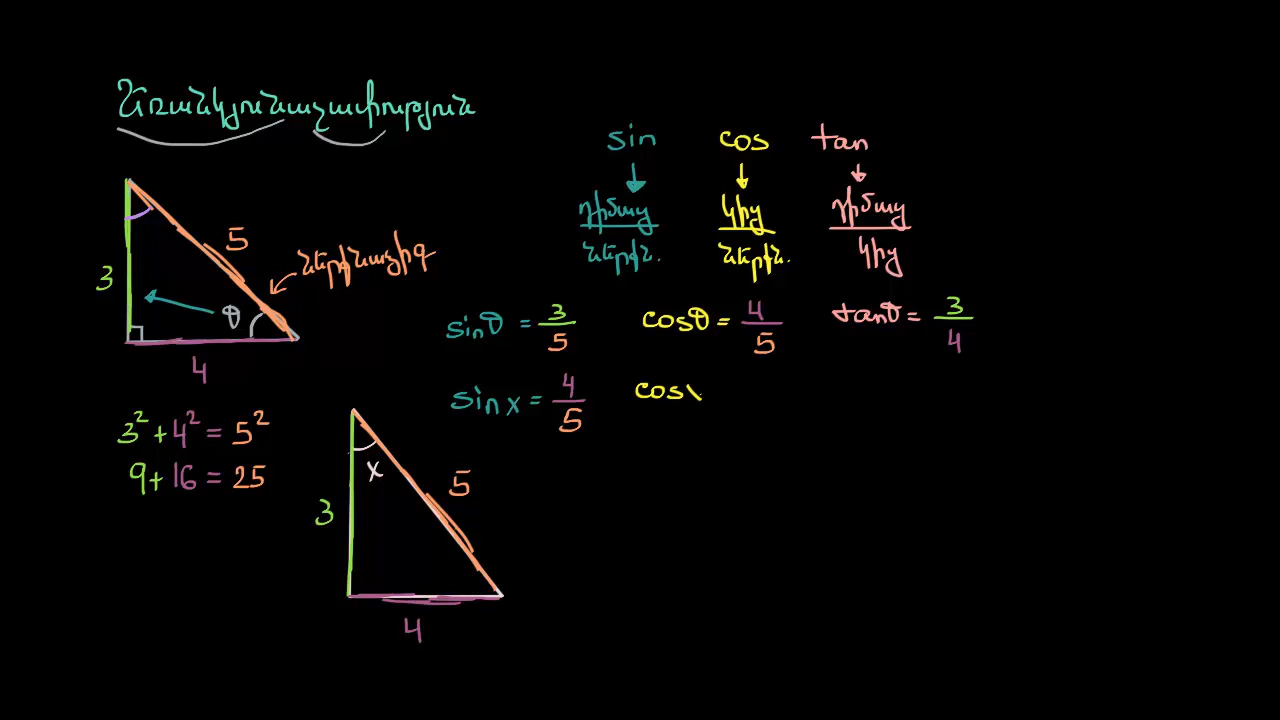 Եռանկյունաչափություն
sin cos tan
դիմաց/ներքն. կից/ներքն. դիմաց/կից
5
ներքնաձիգ
3
θ
4
sinθ = 3/5 cosθ = 4/5 tanθ = 3/4
sin x = 4/5 cos
3² + 4² = 5²
9 + 16 = 25
x
5
3
4